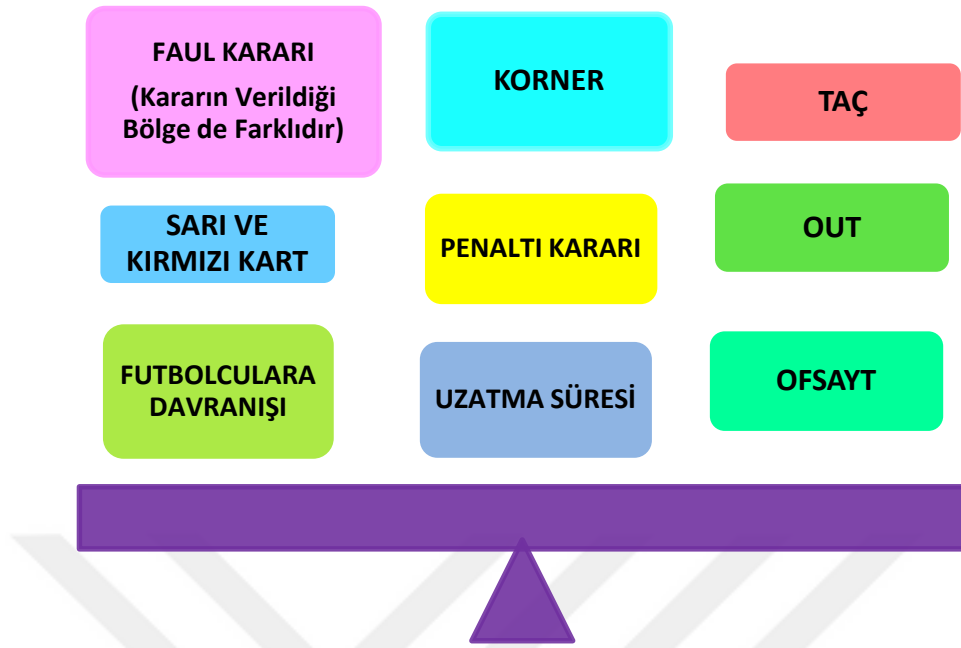 FAUL KARARI
(Kararın Verildiği
Bölge de Farklıdır)
KORNER
TAÇ
SARI VE
KIRMIZI KART
PENALTI KARARI
OUT
FUTBOLCULARA
DAVRANIŞI
UZATMA SÜRESİ
OFSAYT